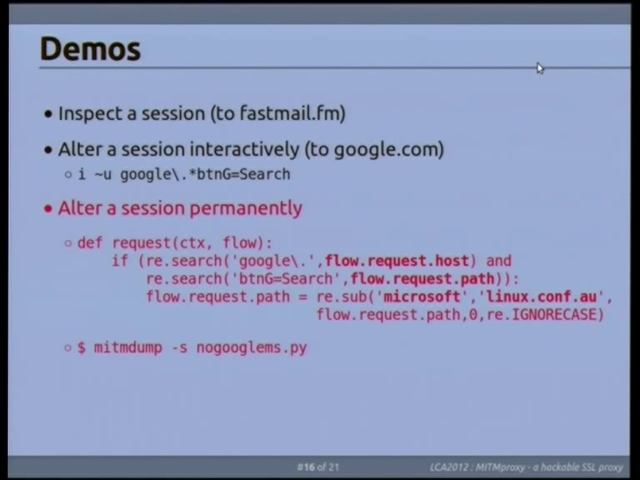 Demos
• Inspect a session (to fastmail.fm)
• Alter a session interactively (to google.com)
○ i ~u google\.*btnG=Search
• Alter a session permanently
○ def request(ctx, flow):
if (re.search('google\.',flow.request.host) and
re.search('btnG=Search',flow.request.path)):
flow.request.path = re.sub('microsoft','linux.conf.au',
flow.request.path,0,re.IGNORECASE)
○ $ mitmdump -s nogooglems.py
#16 of 21
LCA2012 : MITMproxy - a hackable SSL proxy